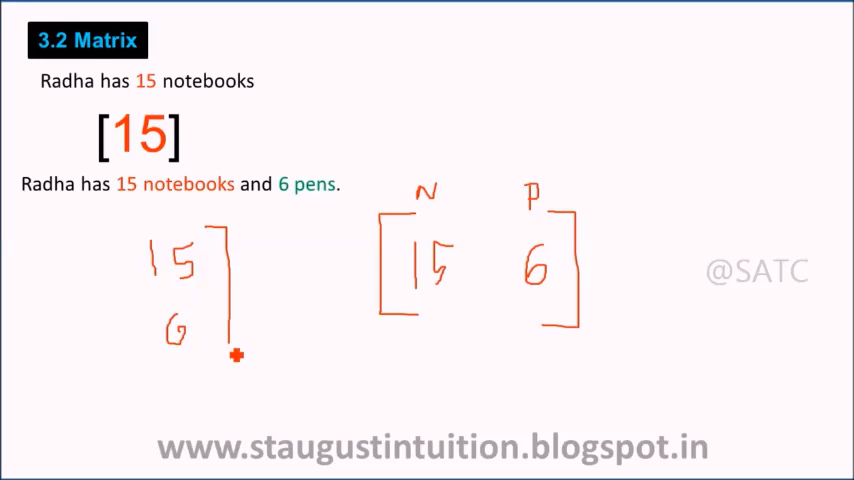 3.2 Matrix
Radha has 15 notebooks
[15]
Radha has 15 notebooks and 6 pens.
N P
[15 6]
15
6
@SATC
www.staugustintuition.blogspot.in